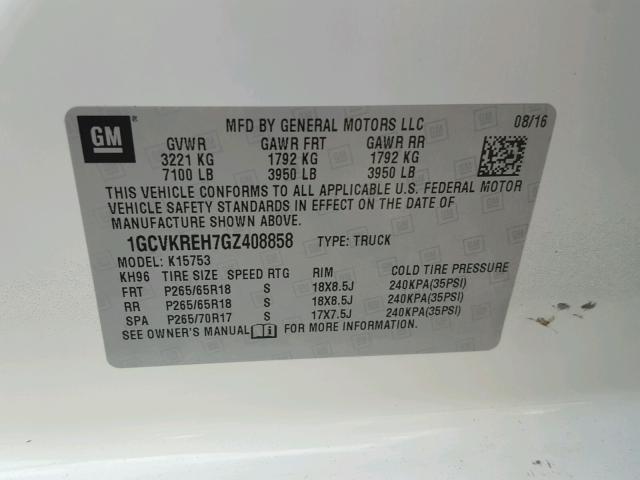 GM ®
MFD BY GENERAL MOTORS LLC 08/16
GVWR GAWR FRT GAWR RR
3221 KG 1792 KG 1792 KG
7100 LB 3950 LB 3950 LB
THIS VEHICLE CONFORMS TO ALL APPLICABLE U.S. FEDERAL MOTOR
VEHICLE SAFETY STANDARDS IN EFFECT ON THE DATE OF
MANUFACTURE SHOWN ABOVE.
1GCVKREH7GZ408858 TYPE: TRUCK
MODEL: K15753
KH96 TIRE SIZE SPEED RTG RIM COLD TIRE PRESSURE
FRT P265/65R18 S 18X8.5J 240KPA(35PSI)
RR P265/65R18 S 18X8.5J 240KPA(35PSI)
SPA P265/70R17 S 17X7.5J 240KPA(35PSI)
SEE OWNER'S MANUAL FOR MORE INFORMATION.